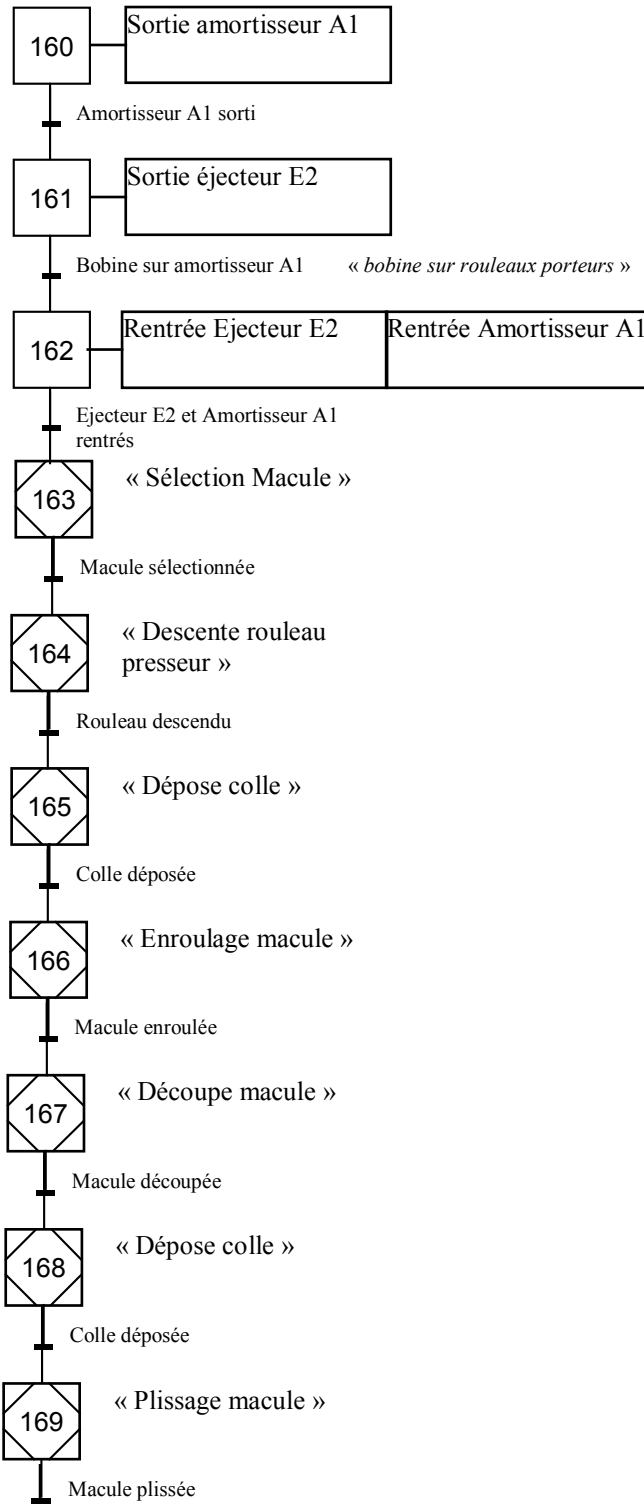 160
Sortie amortisseur A1
Amortisseur A1 sorti
161
Sortie éjecteur E2
Bobine sur amortisseur A1 « bobine sur rouleaux porteurs »
162
Rentrée Ejecteur E2
Rentrée Amortisseur A1
Ejecteur E2 et Amortisseur A1
rentrés
163
« Sélection Macule »
Macule sélectionnée
164
« Descente rouleau
presseur »
Rouleau descendu
165
« Dépose colle »
Colle déposée
166
« Enroulage macule »
Macule enroulée
167
« Découpe macule »
Macule découpée
168
« Dépose colle »
Colle déposée
169
« Plissage macule »
Macule plissée